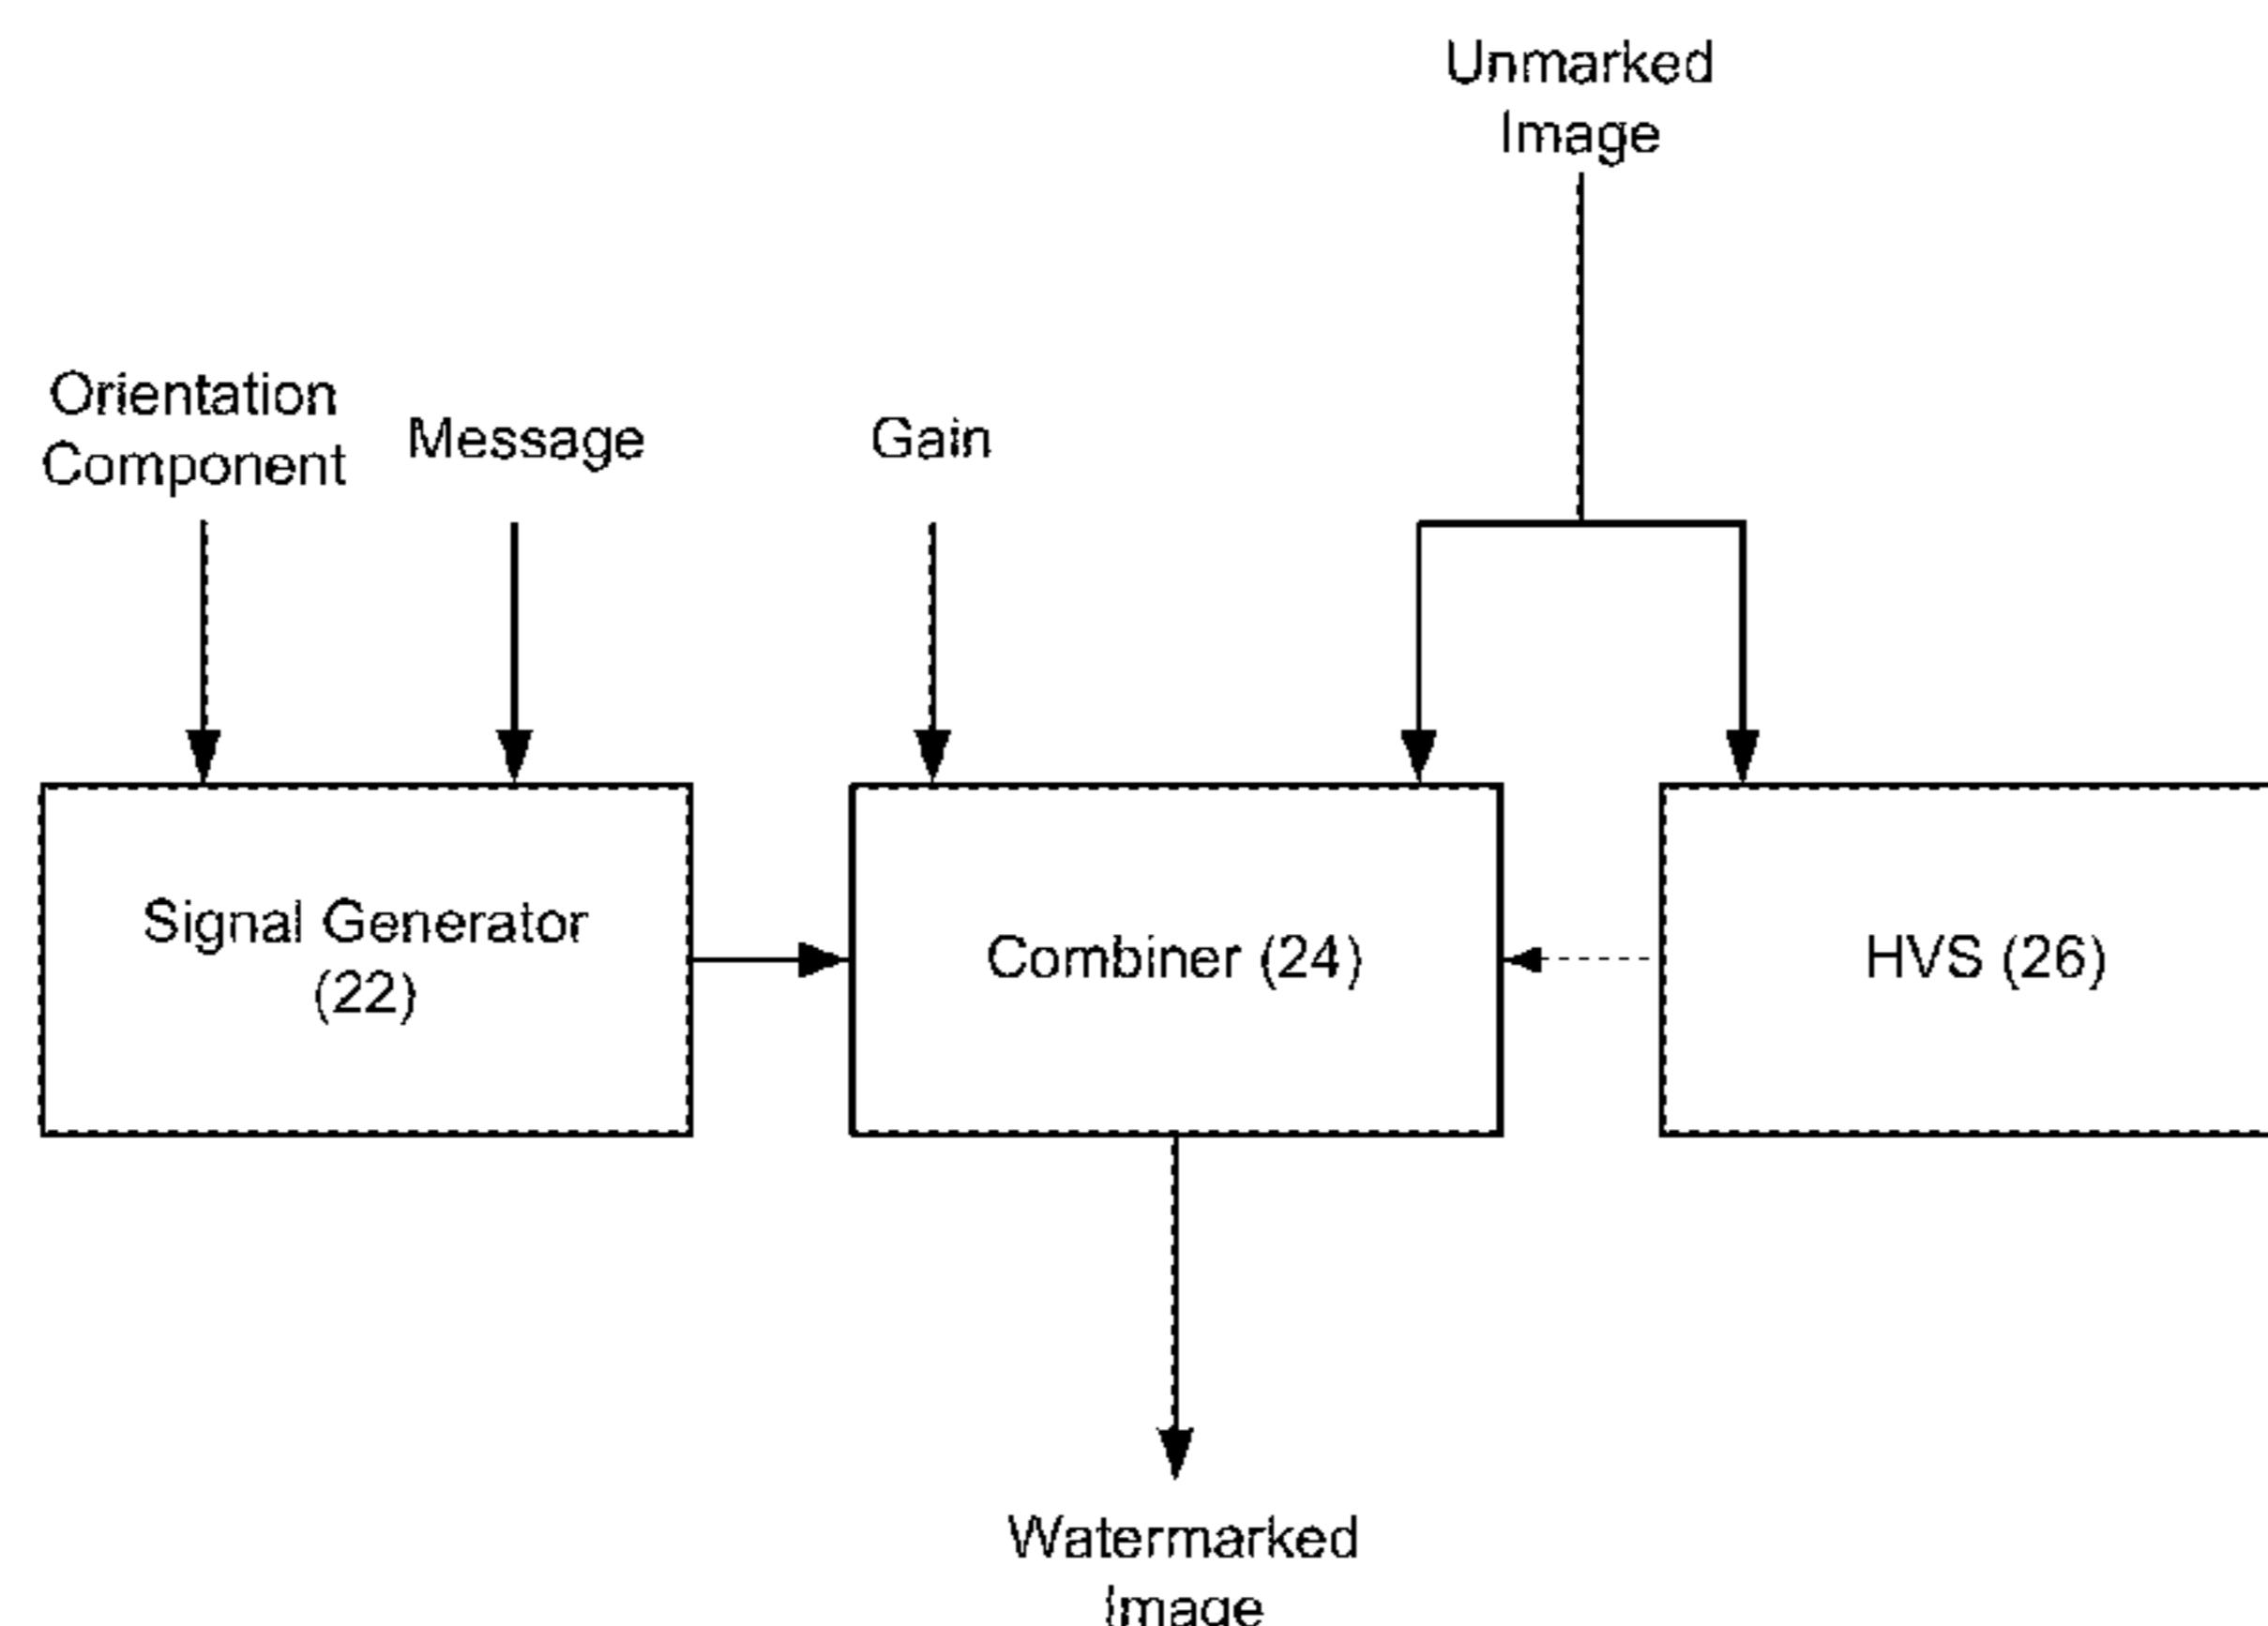 Unmarked
Image
Orientation
Component
Message
Gain
Signal Generator
(22)
Combiner (24)
HVS (26)
Watermarked
Image